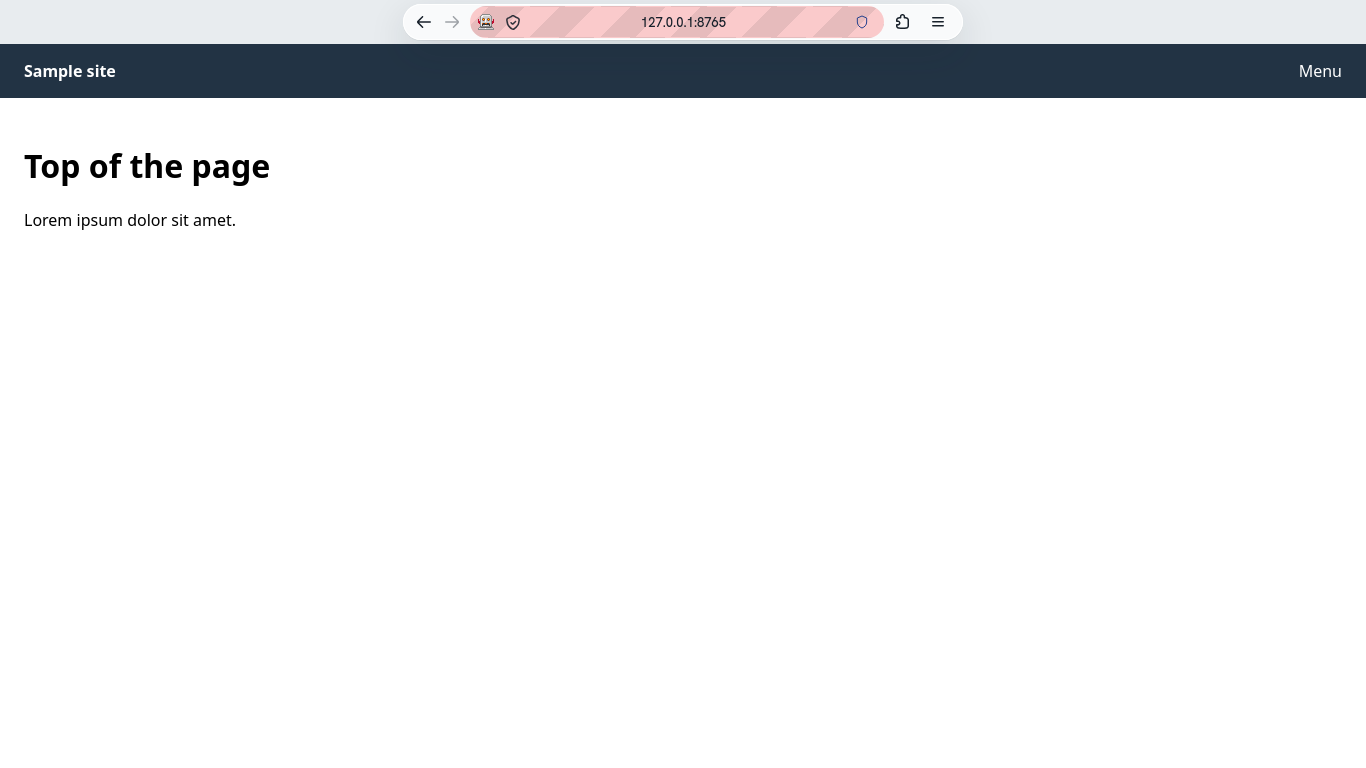 127.0.0.1:8765
Sample site
Menu
Top of the page
Lorem ipsum dolor sit amet.